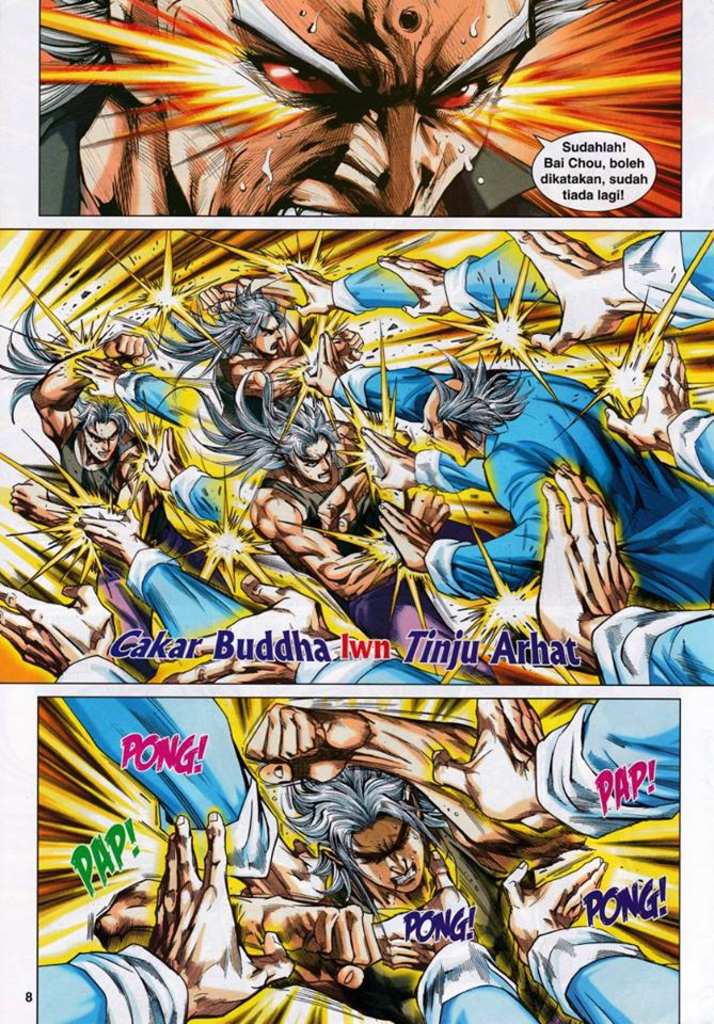 Sudahlah!
Bai Chou, boleh
dikatakan, sudah
tiada lagi!
Cakar Buddha lwn Tinju Arhat
PONG!
PAP!
PAP!
PONG!
PONG!
8